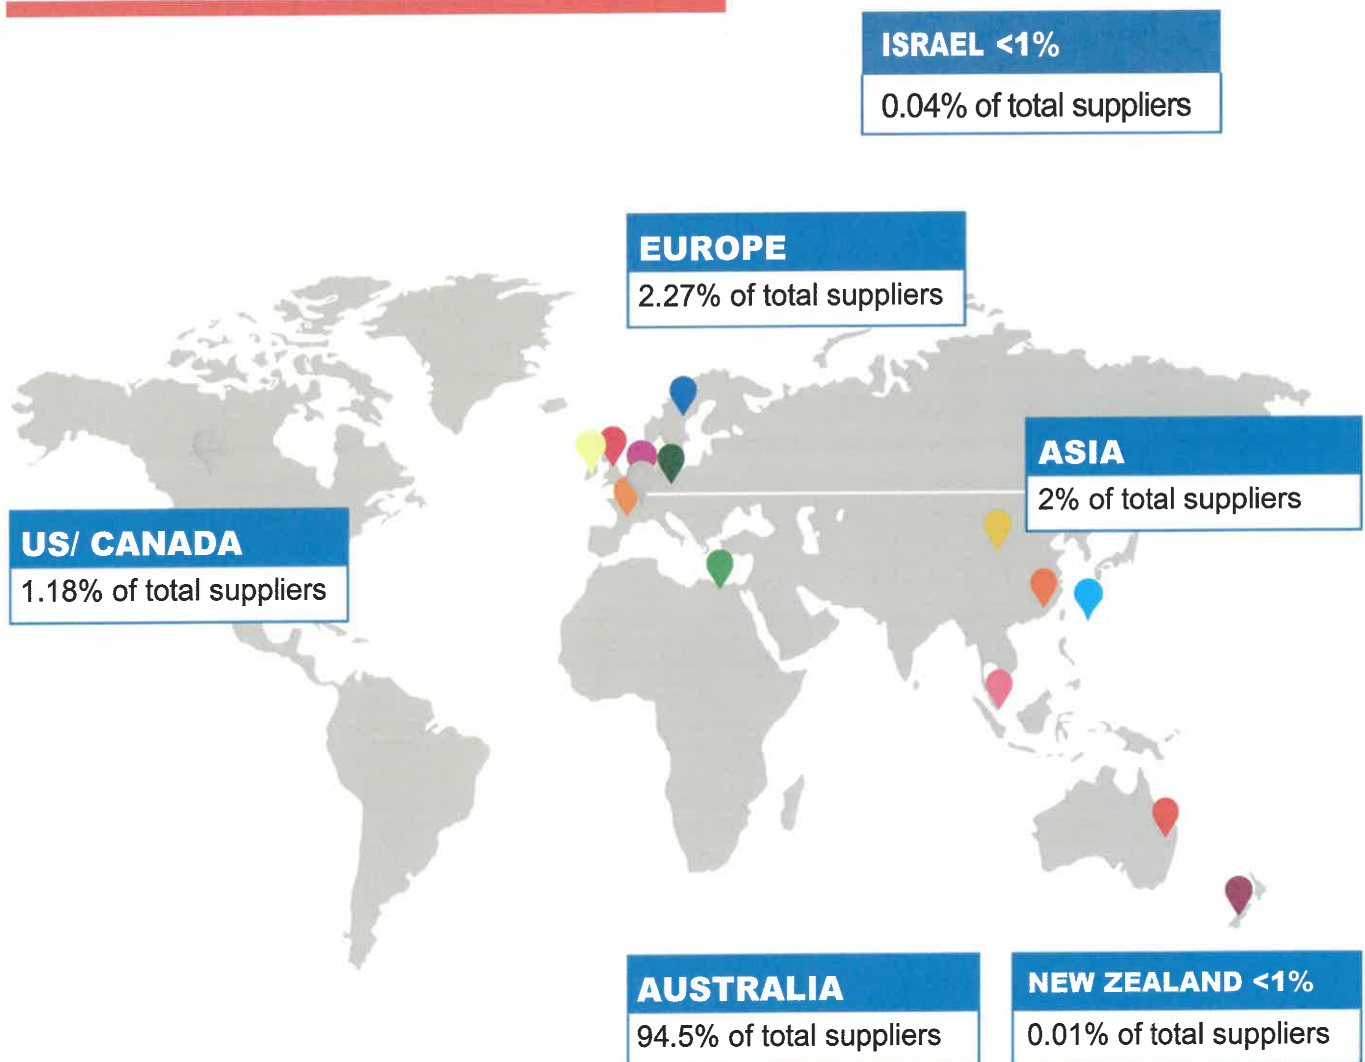 ISRAEL <1%
0.04% of total suppliers
EUROPE
2.27% of total suppliers
ASIA
2% of total suppliers
US/ CANADA
1.18% of total suppliers
AUSTRALIA
94.5% of total suppliers
NEW ZEALAND <1%
0.01% of total suppliers